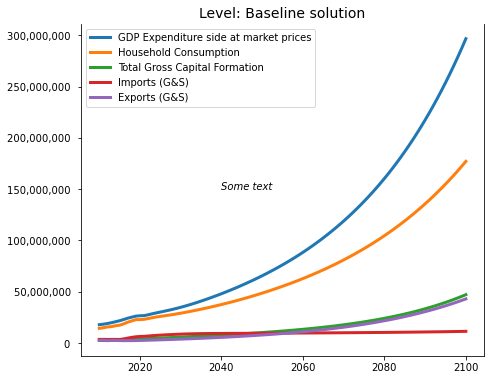 Level: Baseline solution
GDP Expenditure side at market prices
Household Consumption
Total Gross Capital Formation
Imports (G&S)
Exports (G&S)
300,000,000
250,000,000
200,000,000
150,000,000
100,000,000
50,000,000
0
Some text
2020 2040 2060 2080 2100